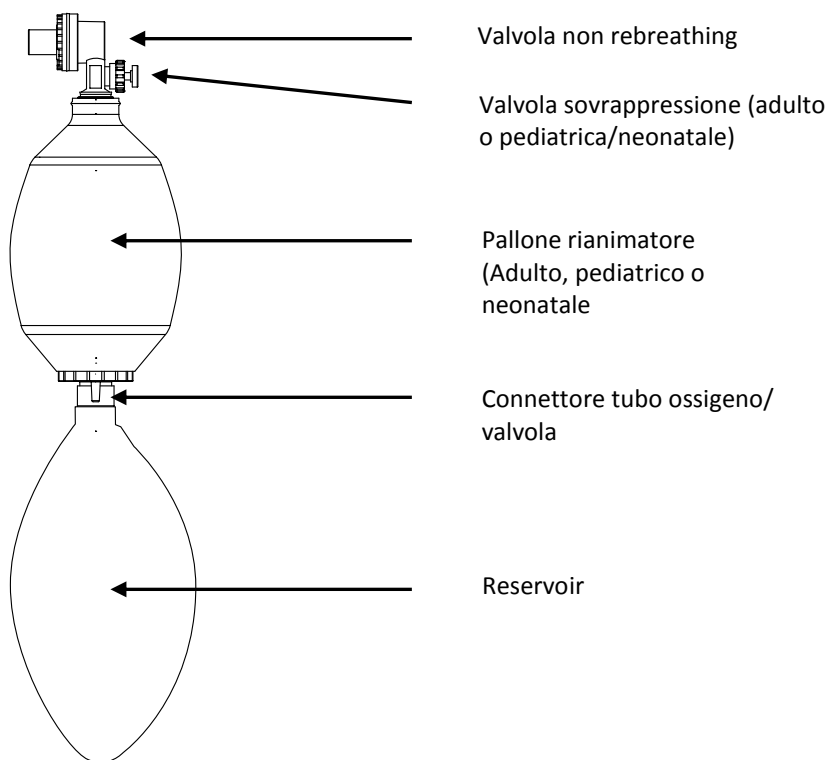 Valvola non rebreathing
Valvola sovrappressione (adulto
o pediatrica/neonatale)
Pallone rianimatore
(Adulto, pediatrico o
neonatale
Connettore tubo ossigeno/
valvola
Reservoir